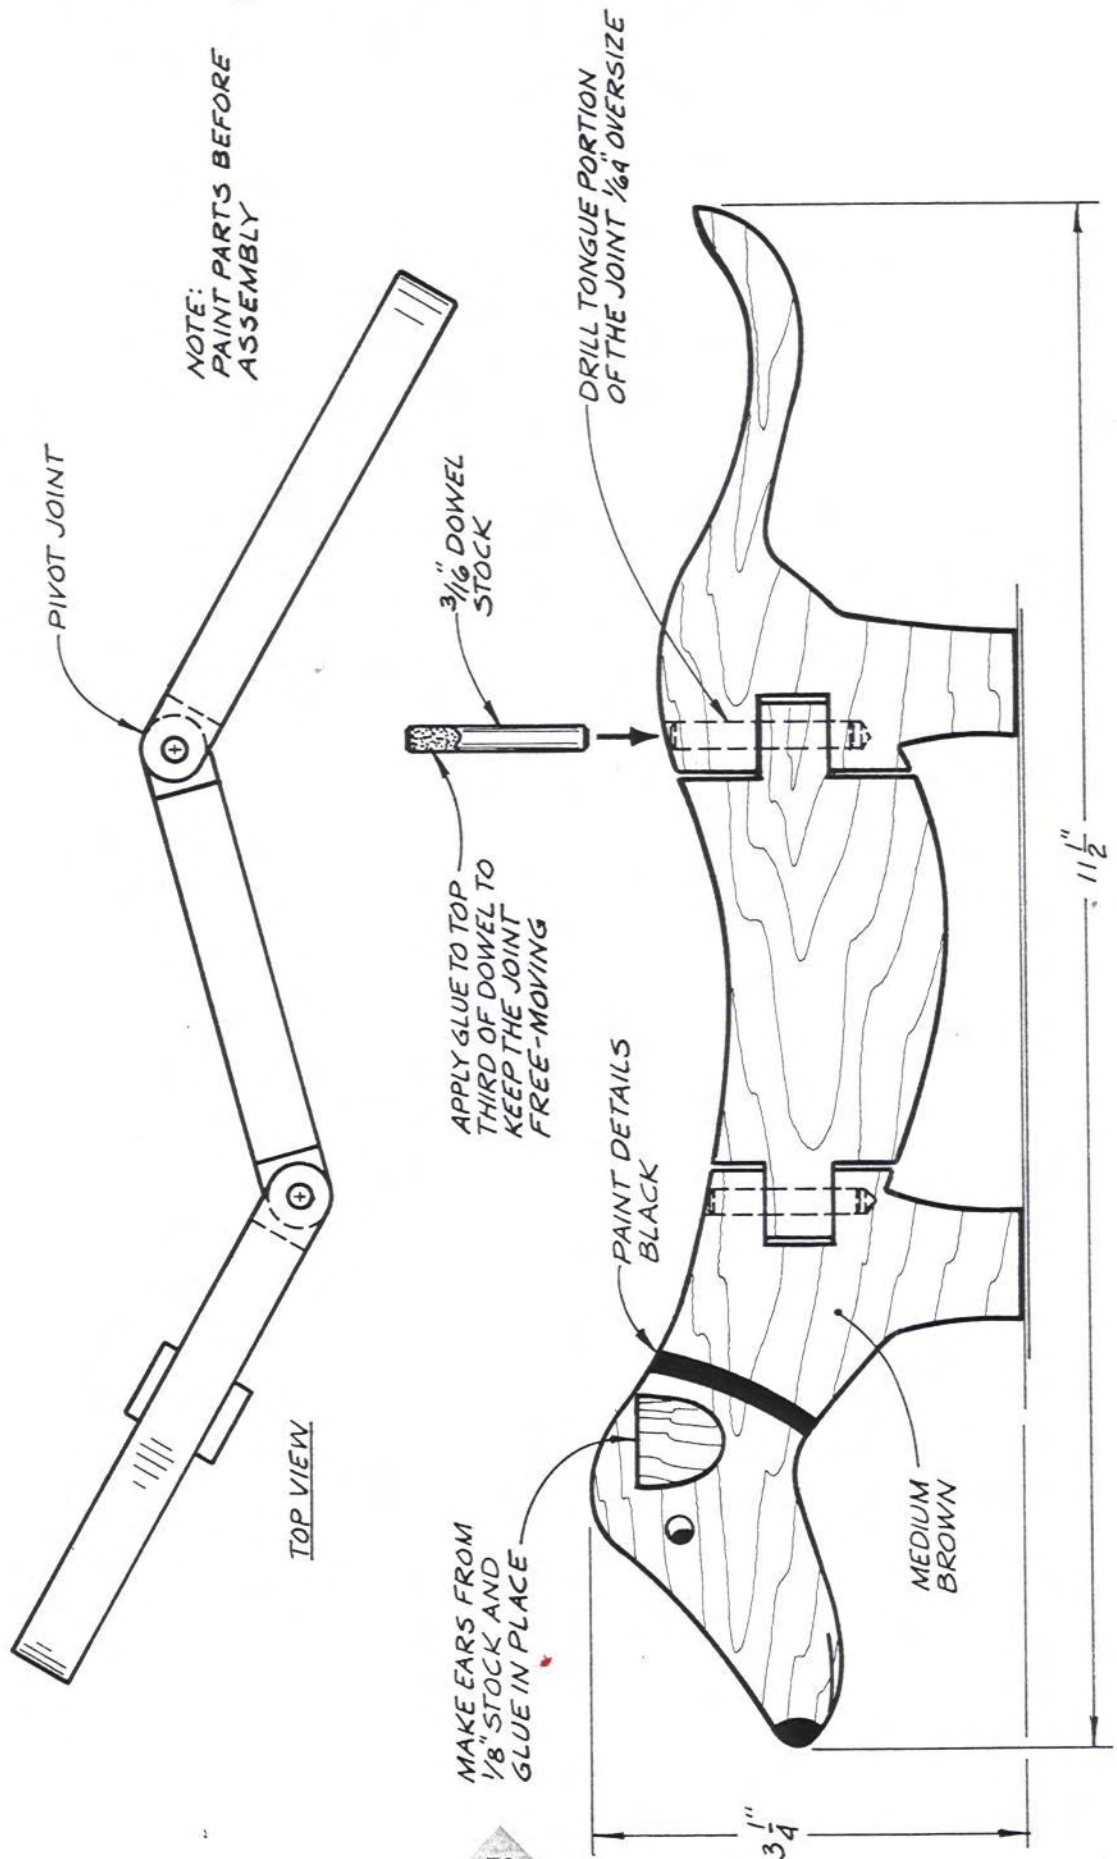 NOTE:
PAINT PARTS BEFORE
ASSEMBLY
PIVOT JOINT
TOP VIEW
3/16" DOWEL
STOCK
APPLY GLUE TO TOP
THIRD OF DOWEL TO
KEEP THE JOINT
FREE-MOVING
DRILL TONGUE PORTION
OF THE JOINT 1/64" OVERSIZE
MAKE EARS FROM
1/8" STOCK AND
GLUE IN PLACE
PAINT DETAILS
BLACK
MEDIUM
BROWN
3 1/4"
11 1/2"